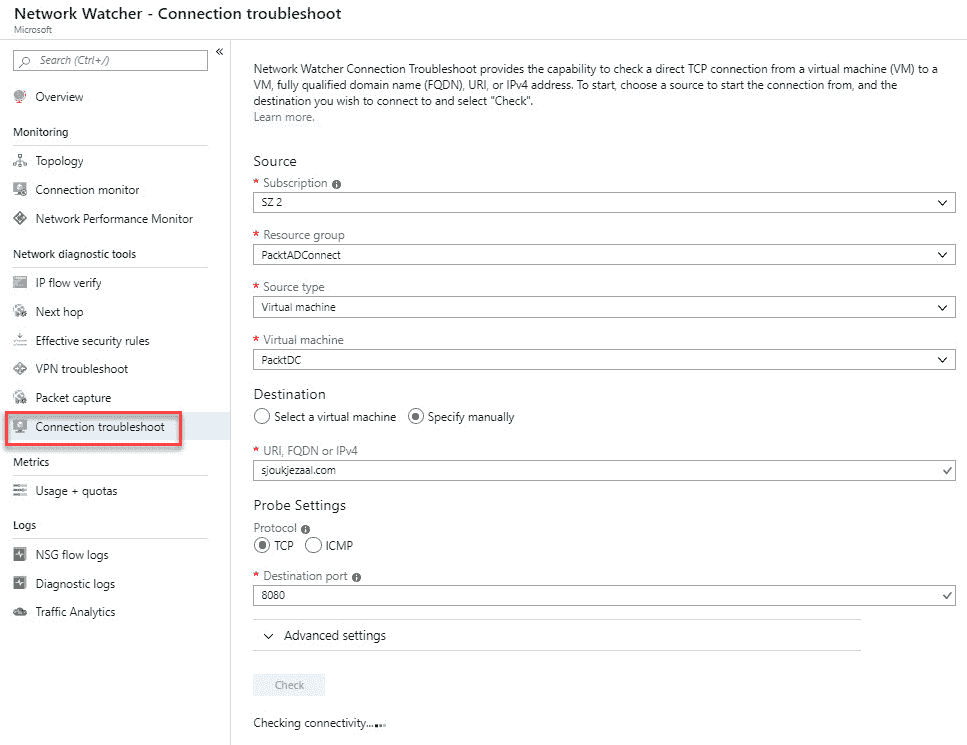 Network Watcher - Connection troubleshoot
Microsoft
Search (Ctrl+/)
«
Overview
Monitoring
Topology
Connection monitor
Network Performance Monitor
Network diagnostic tools
IP flow verify
Next hop
Effective security rules
VPN troubleshoot
Packet capture
Connection troubleshoot
Metrics
Usage + quotas
Logs
NSG flow logs
Diagnostic logs
Traffic Analytics
Network Watcher Connection Troubleshoot provides the capability to check a direct TCP connection from a virtual machine (VM) to a
VM, fully qualified domain name (FQDN), URI, or IPv4 address. To start, choose a source to start the connection from, and the
destination you wish to connect to and select "Check".
Learn more.
Source
* Subscription
SZ 2
* Resource group
PacktADConnect
* Source type
Virtual machine
* Virtual machine
PacktDC
Destination
Select a virtual machine Specify manually
* URI, FQDN or IPv4
sjoukjezaal.com
Probe Settings
Protocol
TCP ICMP
* Destination port
8080
Advanced settings
Check
Checking connectivity...